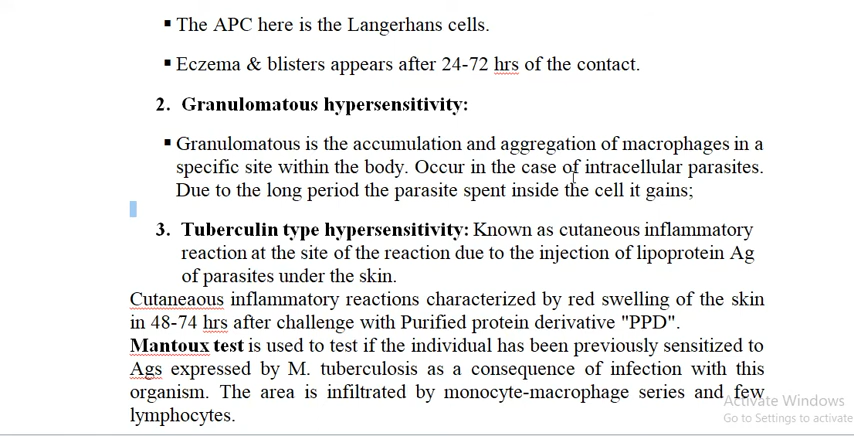 ▪ The APC here is the Langerhans cells.
▪ Eczema & blisters appears after 24-72 hrs of the contact.
2. Granulomatous hypersensitivity:
▪ Granulomatous is the accumulation and aggregation of macrophages in a
specific site within the body. Occur in the case of intracellular parasites.
Due to the long period the parasite spent inside the cell it gains;
3. Tuberculin type hypersensitivity: Known as cutaneous inflammatory
reaction at the site of the reaction due to the injection of lipoprotein Ag
of parasites under the skin.
Cutaneaous inflammatory reactions characterized by red swelling of the skin
in 48-74 hrs after challenge with Purified protein derivative "PPD".
Mantoux test is used to test if the individual has been previously sensitized to
Ags expressed by M. tuberculosis as a consequence of infection with this
organism. The area is infiltrated by monocyte-macrophage series and few
lymphocytes.
Activate Windows
Go to Settings to activate